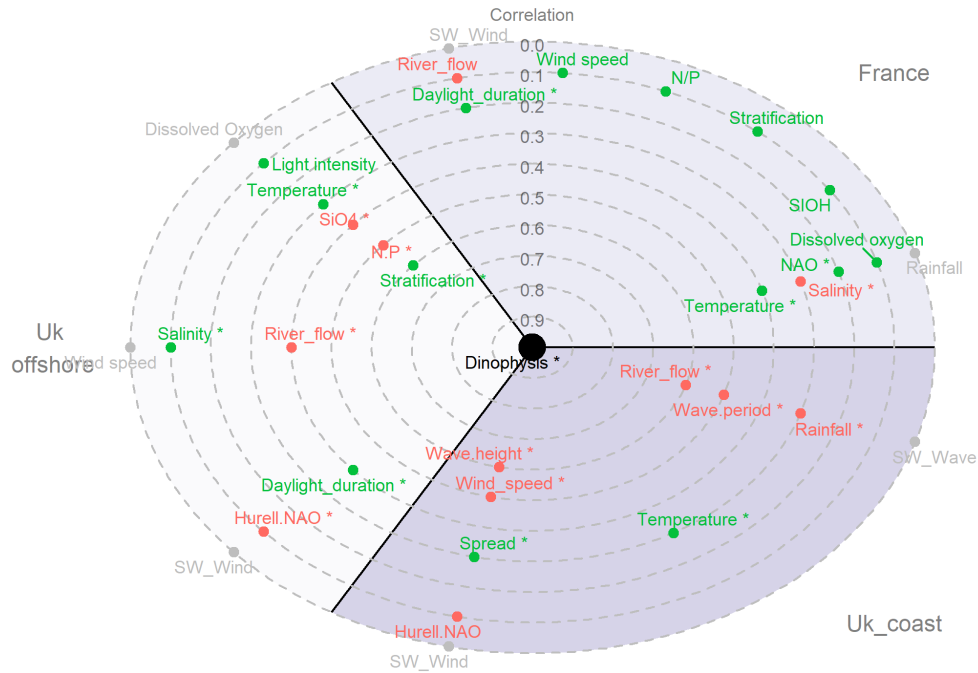 Correlation
SW_Wind
0.0
Wind speed
River_flow
France
0.1
N/P
Daylight_duration *
0.2
Stratification
Dissolved Oxygen
0.3
Light.intensity
0.4
Temperature *
0.5
SIOH
SiO4 *
0.6
Dissolved oxygen
N.P *
0.7
NAO *
Rainfall
Stratification *
0.8
Salinity *
Temperature *
0.9
Uk
offshore
Salinity *
River_flow *
Wind speed
Dinophysis *
River_flow *
Wave.period *
Rainfall *
Wave.height *
SW_Wave
Wind_speed *
Daylight_duration *
Hurell.NAO *
Temperature *
Spread *
SW_Wind
Uk_coast
Hurell.NAO
SW_Wind